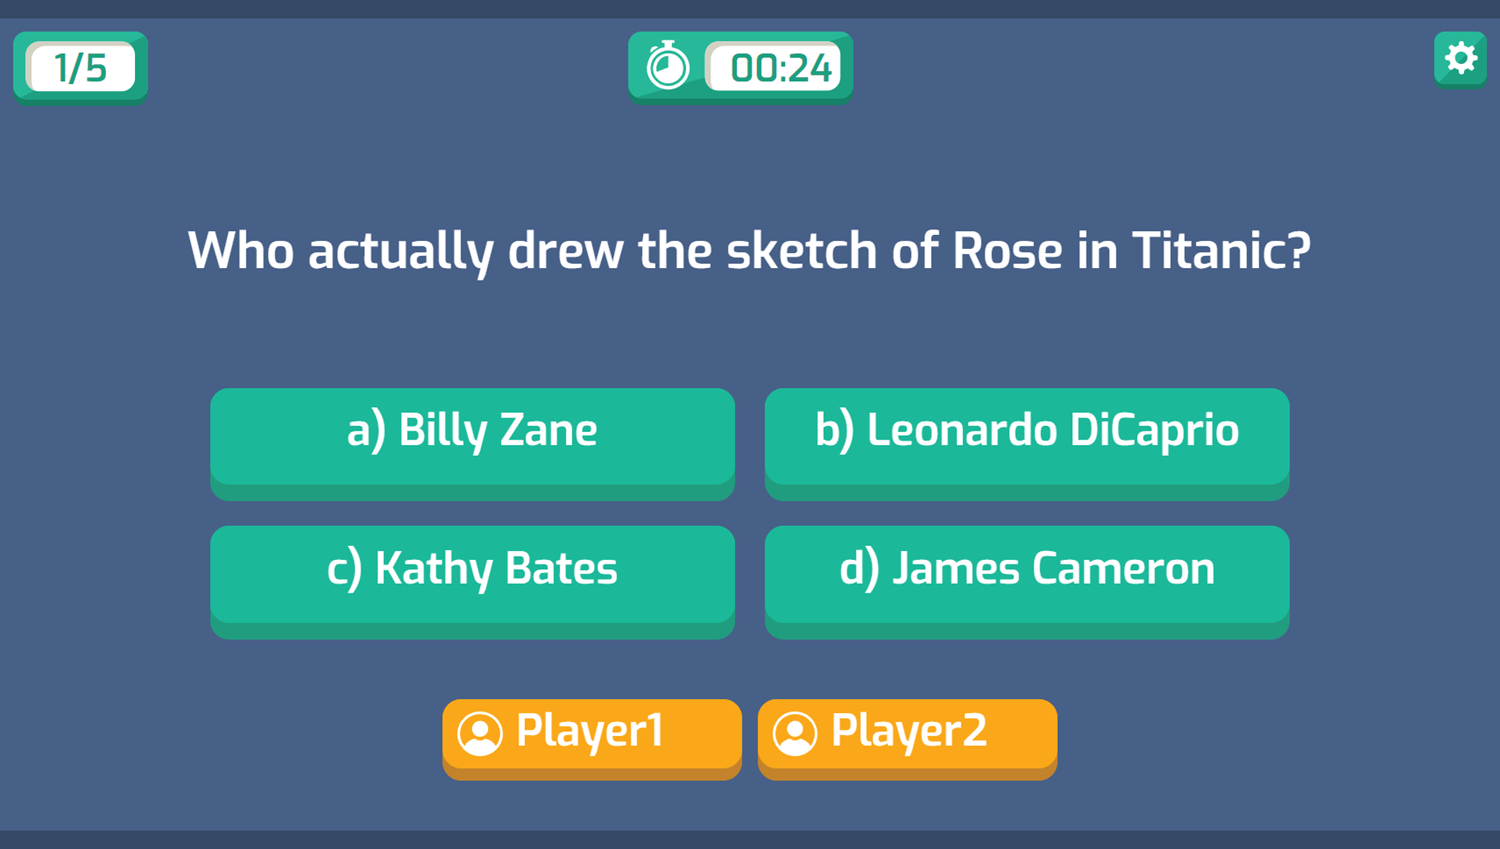 1/5
00:24
Who actually drew the sketch of Rose in Titanic?
a) Billy Zane
b) Leonardo DiCaprio
c) Kathy Bates
d) James Cameron
Player1
Player2